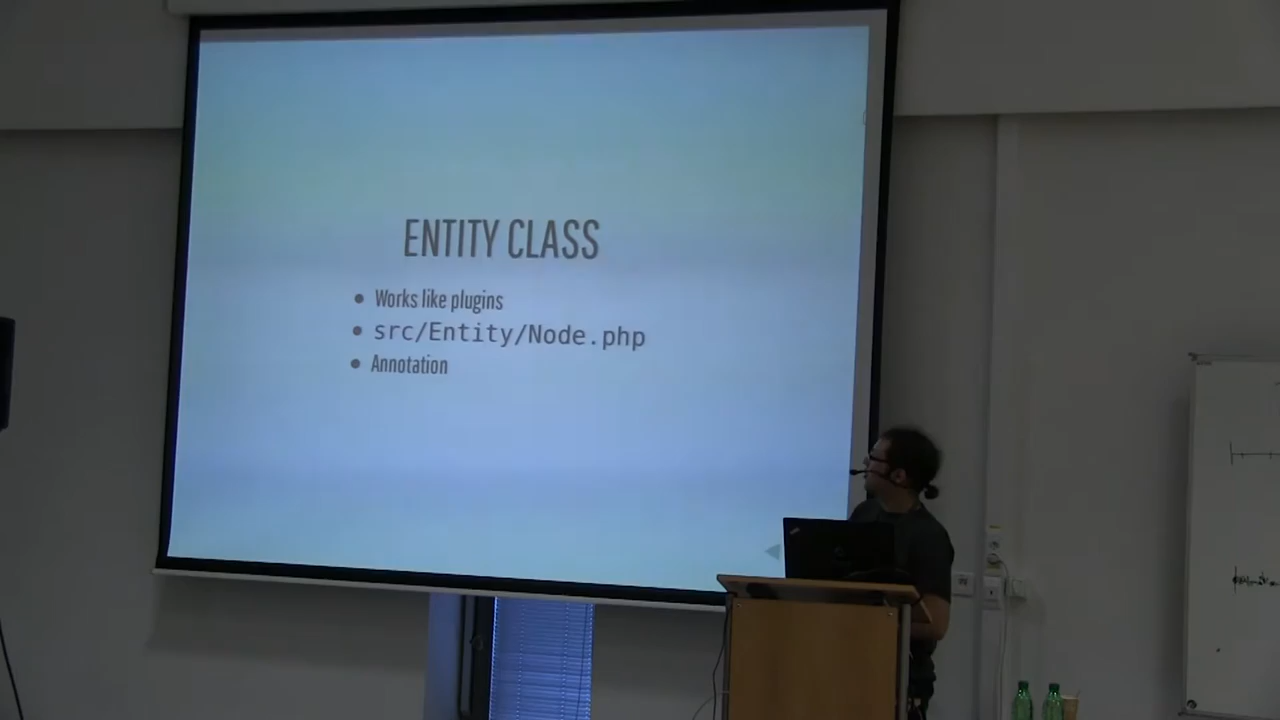 ENTITY CLASS
Works like plugins
src/Entity/Node.php
Annotation